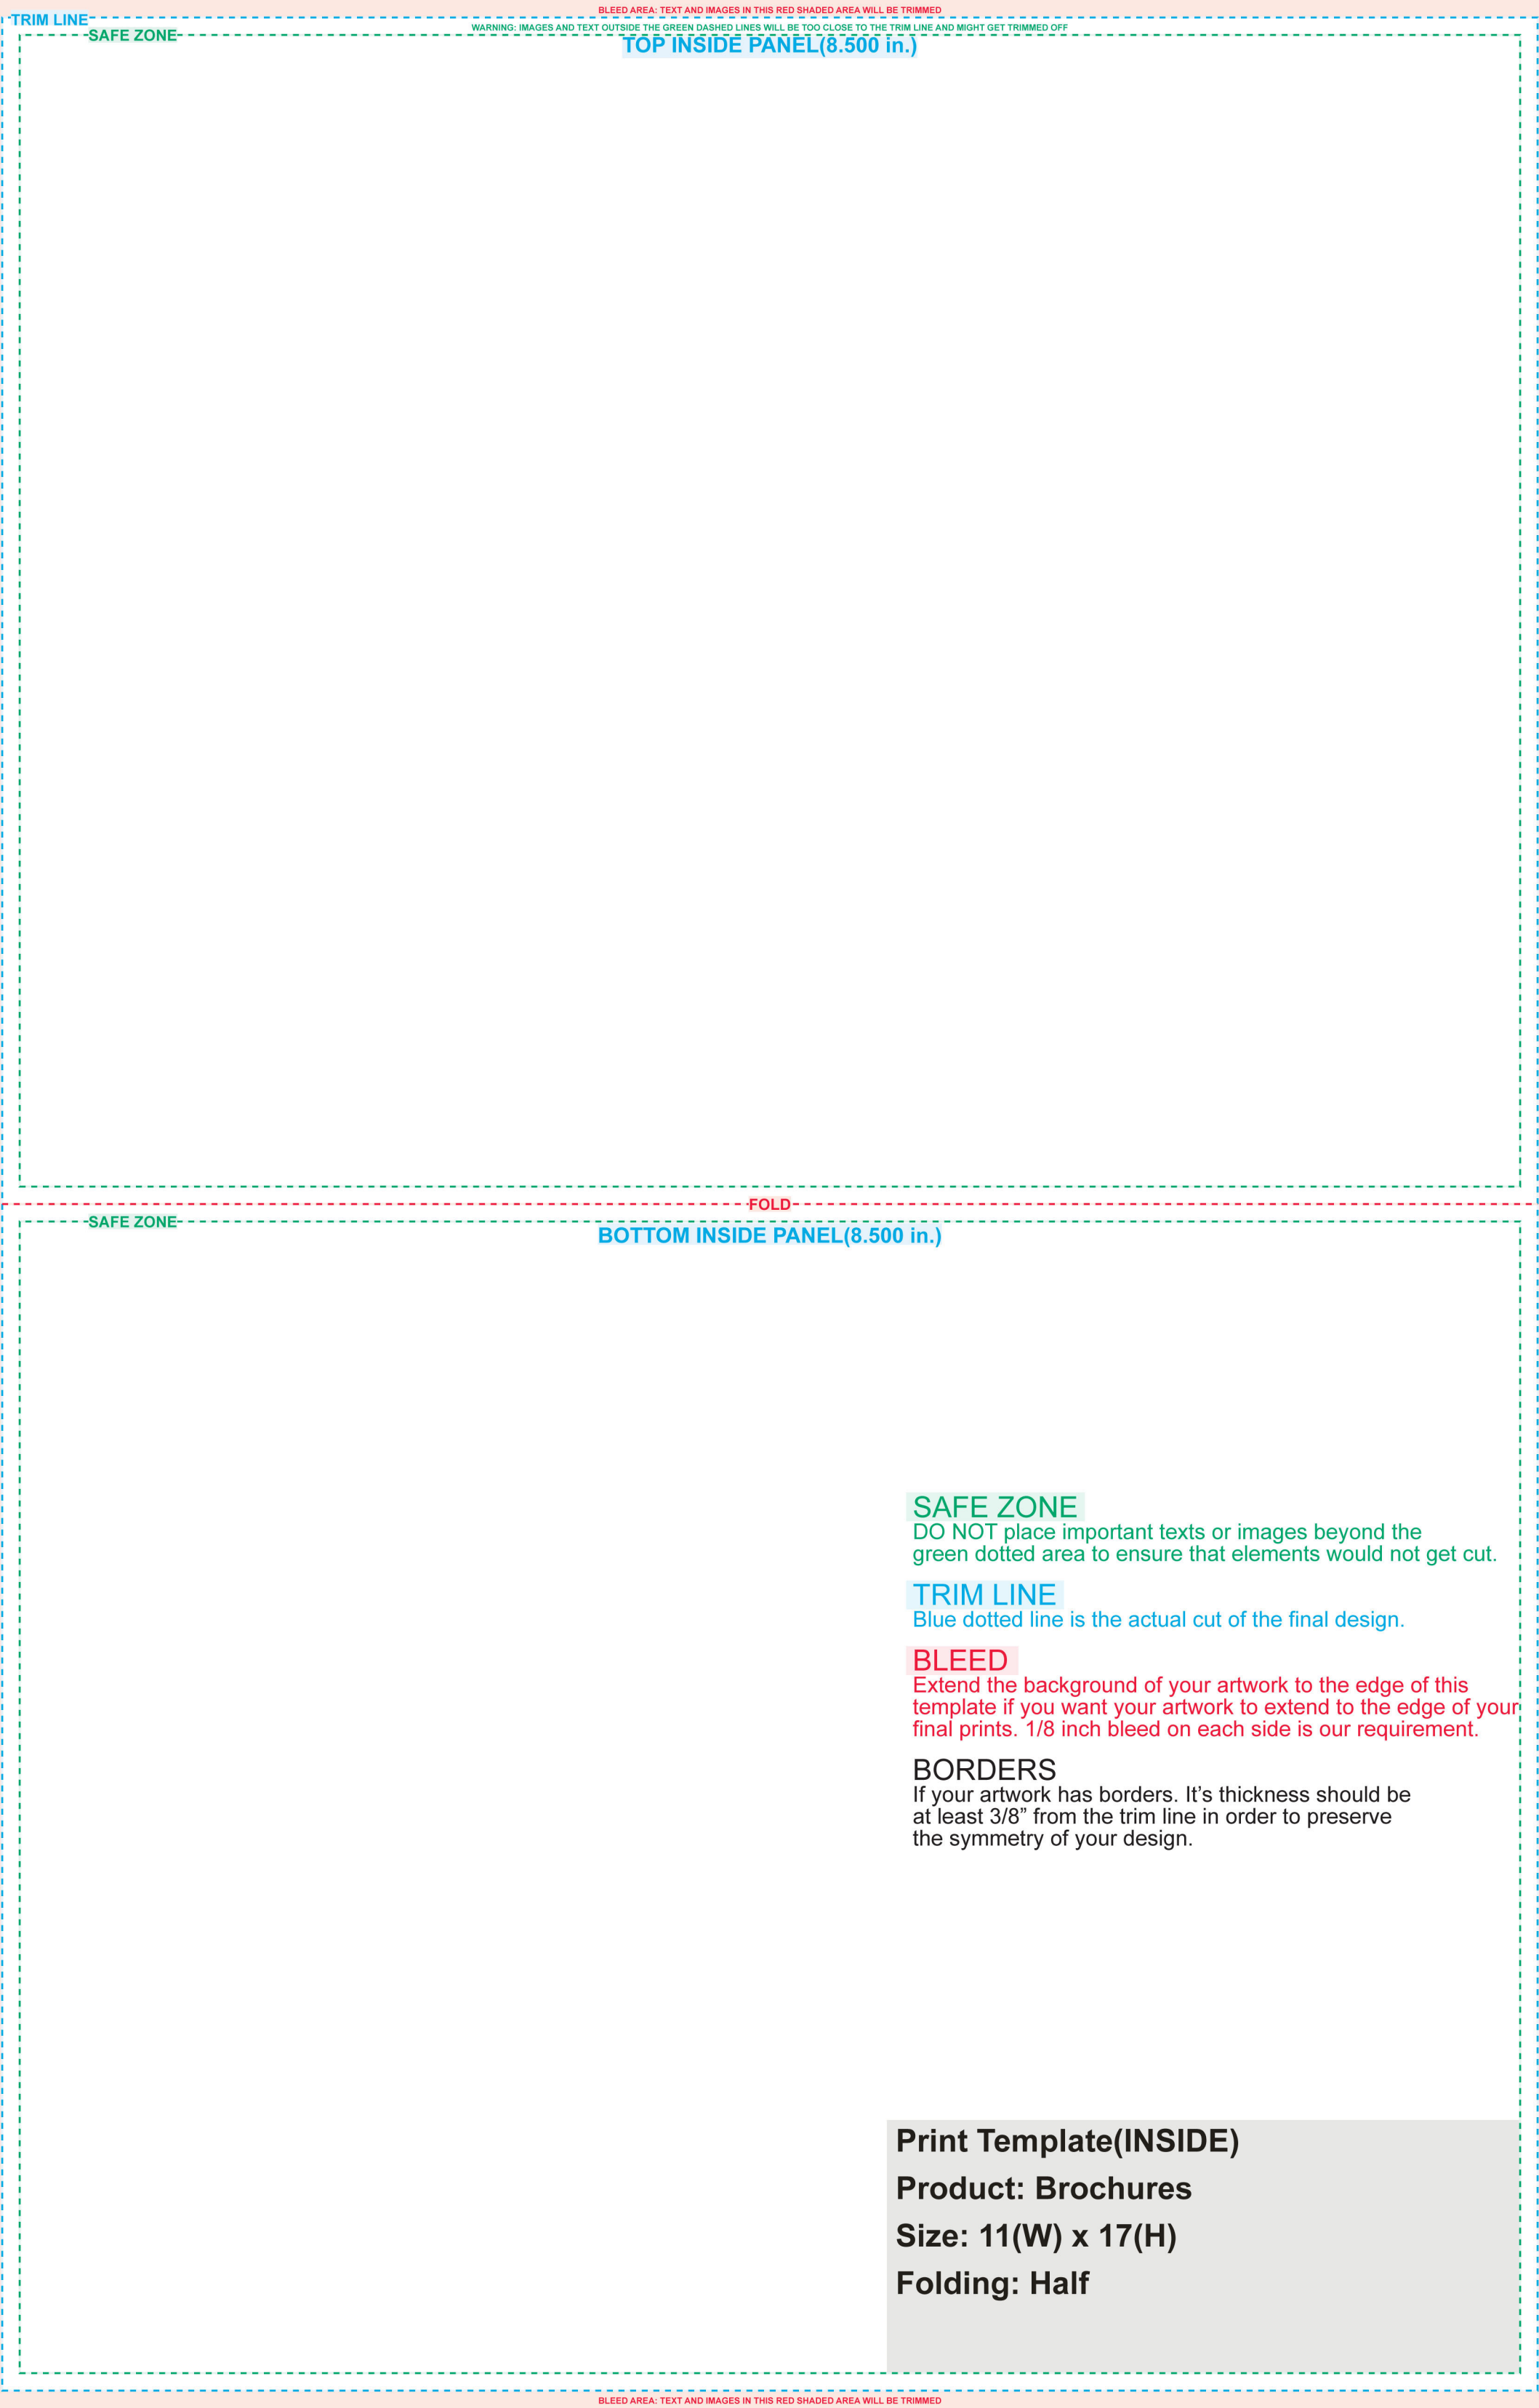 BLEED AREA: TEXT AND IMAGES IN THIS RED SHADED AREA WILL BE TRIMMED
TRIM LINE
WARNING: IMAGES AND TEXT OUTSIDE THE GREEN DASHED LINES WILL BE TOO CLOSE TO THE TRIM LINE AND MIGHT GET TRIMMED OFF
SAFE ZONE
TOP INSIDE PANEL(8.500 in.)
FOLD
SAFE ZONE
BOTTOM INSIDE PANEL(8.500 in.)
SAFE ZONE
DO NOT place important texts or images beyond the
green dotted area to ensure that elements would not get cut.
TRIM LINE
Blue dotted line is the actual cut of the final design.
BLEED
Extend the background of your artwork to the edge of this
template if you want your artwork to extend to the edge of your
final prints. 1/8 inch bleed on each side is our requirement.
BORDERS
If your artwork has borders. It’s thickness should be
at least 3/8” from the trim line in order to preserve
the symmetry of your design.
Print Template(INSIDE)
Product: Brochures
Size: 11(W) x 17(H)
Folding: Half
BLEED AREA: TEXT AND IMAGES IN THIS RED SHADED AREA WILL BE TRIMMED